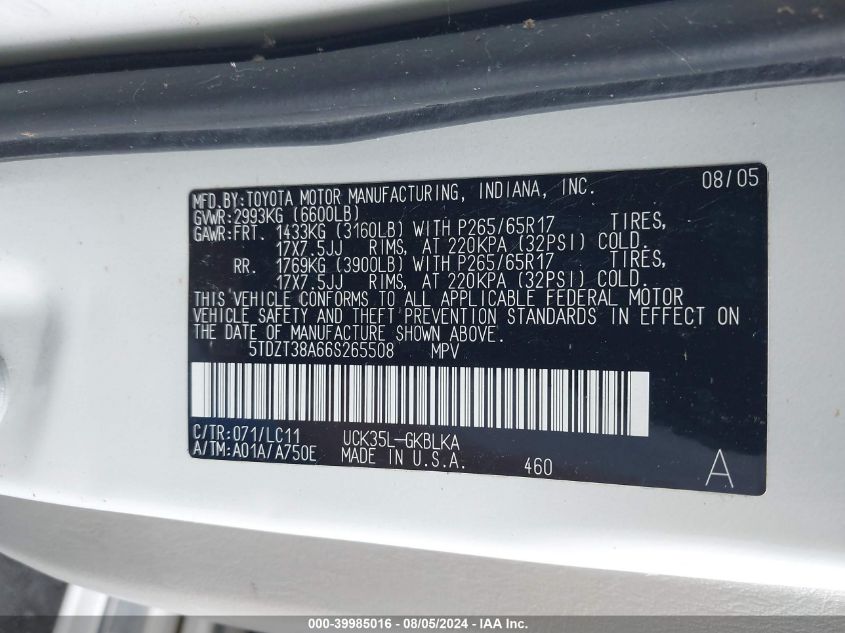 MFD.BY:TOYOTA MOTOR MANUFACTURING, INDIANA, INC. 08/05
GVWR:2993KG (6600LB)
GAWR:FRT. 1433KG (3160LB) WITH P265/65R17 TIRES,
17X7.5JJ RIMS, AT 220KPA (32PSI) COLD.
RR. 1769KG (3900LB) WITH P265/65R17 TIRES,
17X7.5JJ RIMS, AT 220KPA (32PSI) COLD.
THIS VEHICLE CONFORMS TO ALL APPLICABLE FEDERAL MOTOR
VEHICLE SAFETY AND THEFT PREVENTION STANDARDS IN EFFECT ON
THE DATE OF MANUFACTURE SHOWN ABOVE.
5TDZT38A66S265508 MPV
C/TR:071/LC11 UCK35L-GKBLKA
A/TM:A01A/A750E MADE IN U.S.A. 460 A
000-39985016 - 08/05/2024 - IAA Inc.